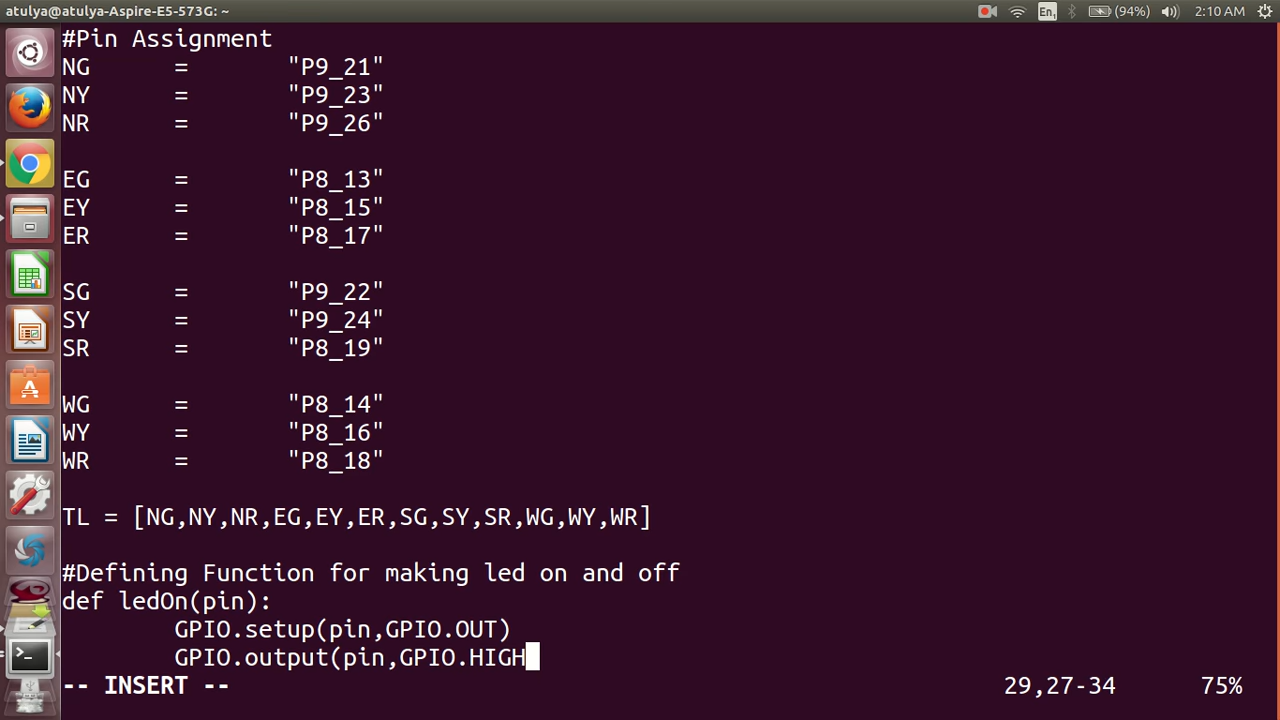 atulya@atulya-Aspire-E5-573G: ~
En1 (94%) 2:10 AM
#Pin Assignment
NG = "P9_21"
NY = "P9_23"
NR = "P9_26"
EG = "P8_13"
EY = "P8_15"
ER = "P8_17"
SG = "P9_22"
SY = "P9_24"
SR = "P8_19"
WG = "P8_14"
WY = "P8_16"
WR = "P8_18"
TL = [NG,NY,NR,EG,EY,ER,SG,SY,SR,WG,WY,WR]
#Defining Function for making led on and off
def ledOn(pin):
GPIO.setup(pin,GPIO.OUT)
GPIO.output(pin,GPIO.HIGH
-- INSERT -- 29,27-34 75%